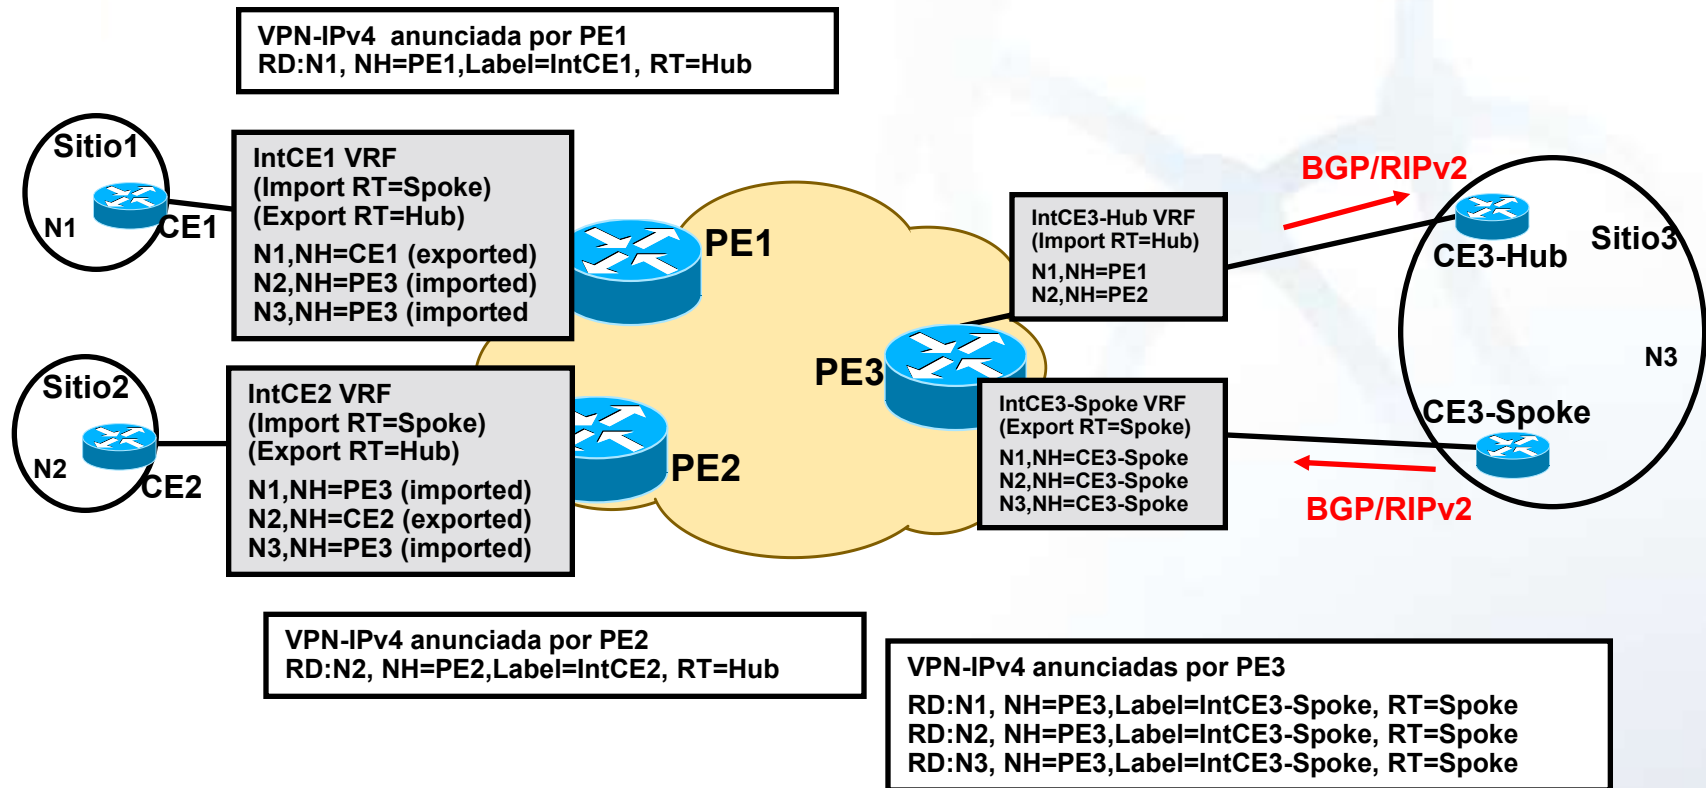 VPN-IPv4 anunciada por PE1
RD:N1, NH=PE1,Label=IntCE1, RT=Hub
Sitio1
N1
CE1
IntCE1 VRF
(Import RT=Spoke)
(Export RT=Hub)
N1,NH=CE1 (exported)
N2,NH=PE3 (imported)
N3,NH=PE3 (imported
PE1
Sitio2
N2
CE2
IntCE2 VRF
(Import RT=Spoke)
(Export RT=Hub)
N1,NH=PE3 (imported)
N2,NH=CE2 (exported)
N3,NH=PE3 (imported)
PE2
PE3
IntCE3-Hub VRF
(Import RT=Hub)
N1,NH=PE1
N2,NH=PE2
BGP/RIPv2
CE3-Hub
Sitio3
N3
IntCE3-Spoke VRF
(Export RT=Spoke)
N1,NH=CE3-Spoke
N2,NH=CE3-Spoke
N3,NH=CE3-Spoke
CE3-Spoke
BGP/RIPv2
VPN-IPv4 anunciada por PE2
RD:N2, NH=PE2,Label=IntCE2, RT=Hub
VPN-IPv4 anunciadas por PE3
RD:N1, NH=PE3,Label=IntCE3-Spoke, RT=Spoke
RD:N2, NH=PE3,Label=IntCE3-Spoke, RT=Spoke
RD:N3, NH=PE3,Label=IntCE3-Spoke, RT=Spoke